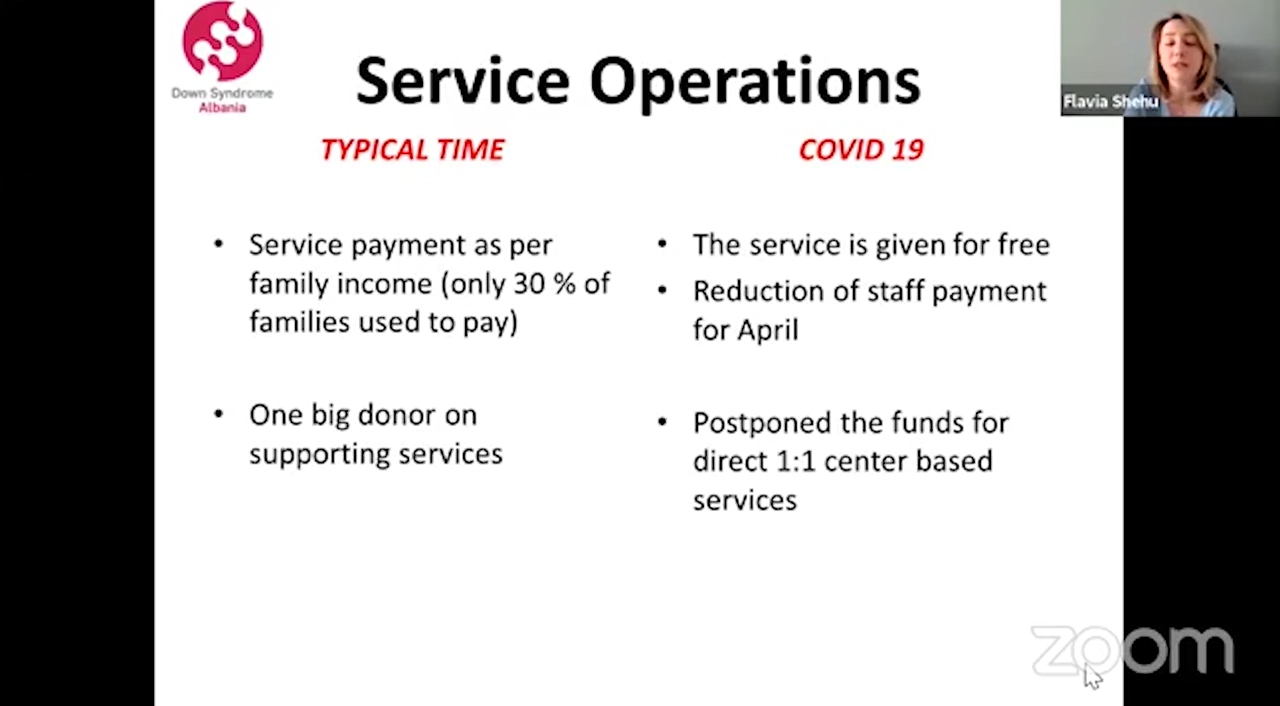 Down Syndrome
Albania
Service Operations
Flavia Shehu
TYPICAL TIME
• Service payment as per
family income (only 30 % of
families used to pay)
• One big donor on
supporting services
COVID 19
• The service is given for free
• Reduction of staff payment
for April
• Postponed the funds for
direct 1:1 center based
services
zoom